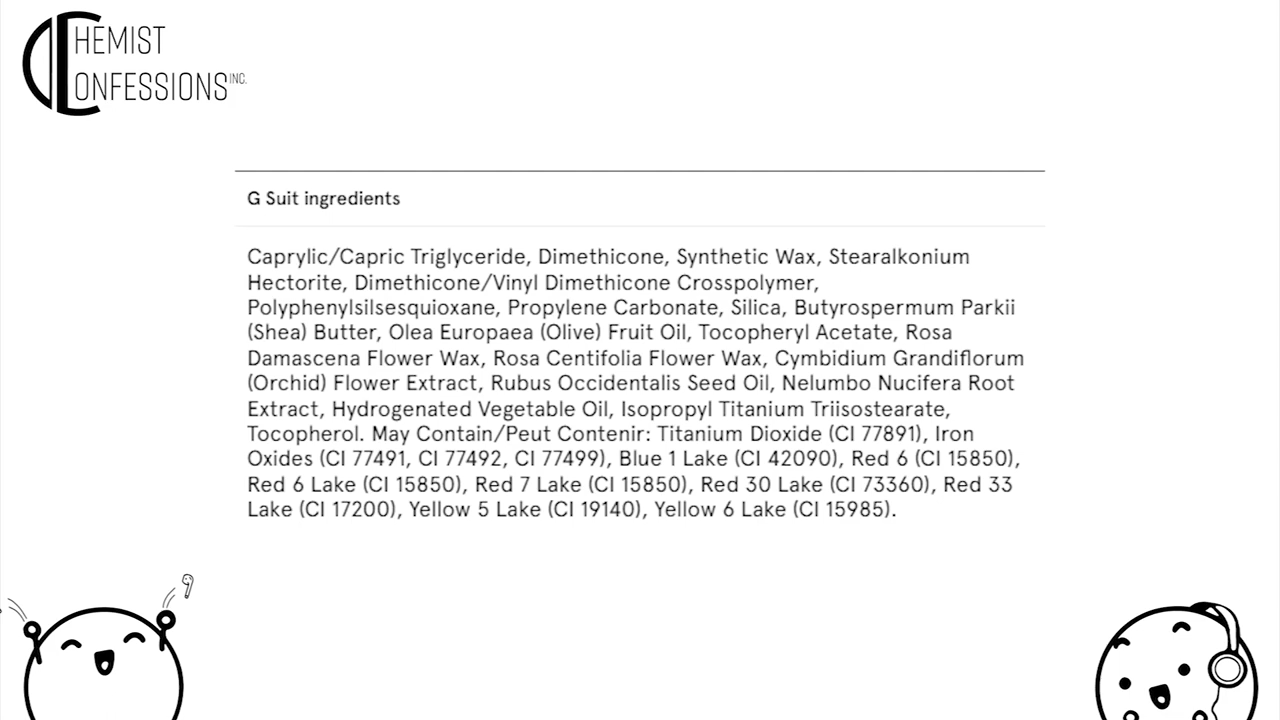 CHEMIST
CONFESSIONS INC.
G Suit ingredients
Caprylic/Capric Triglyceride, Dimethicone, Synthetic Wax, Stearalkonium
Hectorite, Dimethicone/Vinyl Dimethicone Crosspolymer,
Polyphenylsilsesquioxane, Propylene Carbonate, Silica, Butyrospermum Parkii
(Shea) Butter, Olea Europaea (Olive) Fruit Oil, Tocopheryl Acetate, Rosa
Damascena Flower Wax, Rosa Centifolia Flower Wax, Cymbidium Grandiflorum
(Orchid) Flower Extract, Rubus Occidentalis Seed Oil, Nelumbo Nucifera Root
Extract, Hydrogenated Vegetable Oil, Isopropyl Titanium Triisostearate,
Tocopherol. May Contain/Peut Contenir: Titanium Dioxide (CI 77891), Iron
Oxides (CI 77491, CI 77492, CI 77499), Blue 1 Lake (CI 42090), Red 6 (CI 15850),
Red 6 Lake (CI 15850), Red 7 Lake (CI 15850), Red 30 Lake (CI 73360), Red 33
Lake (CI 17200), Yellow 5 Lake (CI 19140), Yellow 6 Lake (CI 15985).